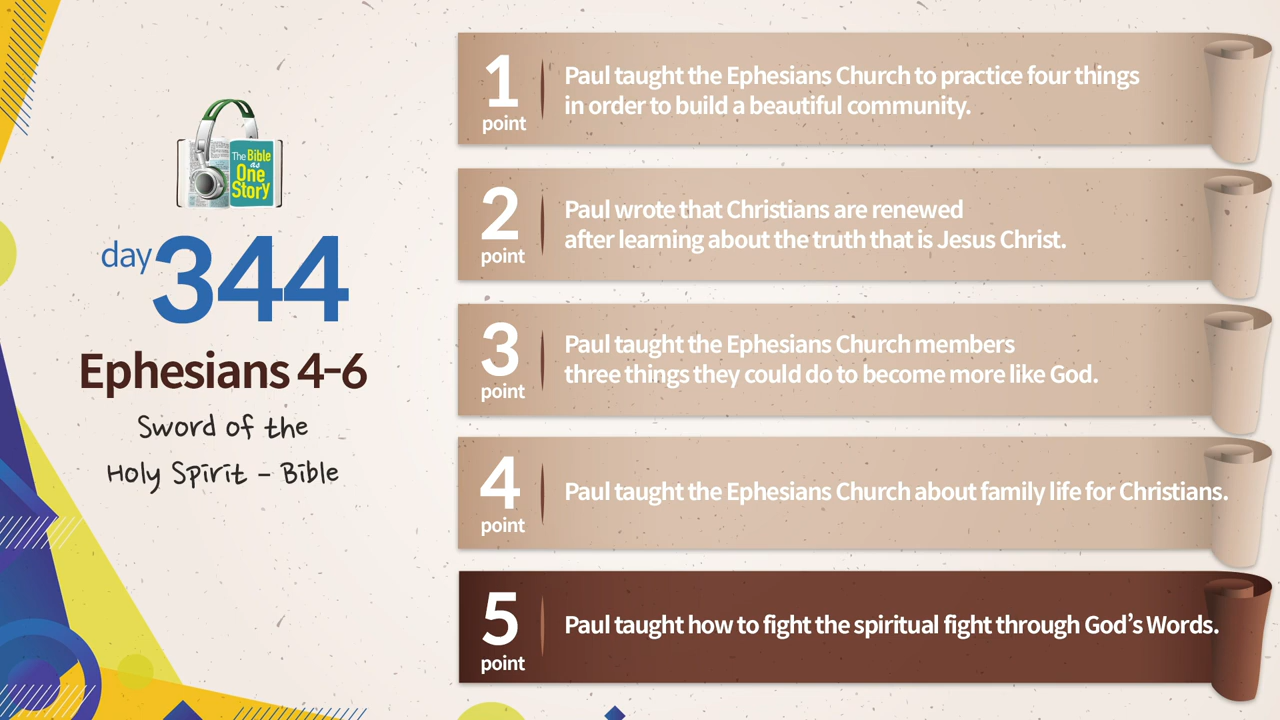 The Bible
as
One
Story
day 344
Ephesians 4-6
Sword of the
Holy Spirit - Bible
1
point
Paul taught the Ephesians Church to practice four things
in order to build a beautiful community.
2
point
Paul wrote that Christians are renewed
after learning about the truth that is Jesus Christ.
3
point
Paul taught the Ephesians Church members
three things they could do to become more like God.
4
point
Paul taught the Ephesians Church about family life for Christians.
5
point
Paul taught how to fight the spiritual fight through God’s Words.